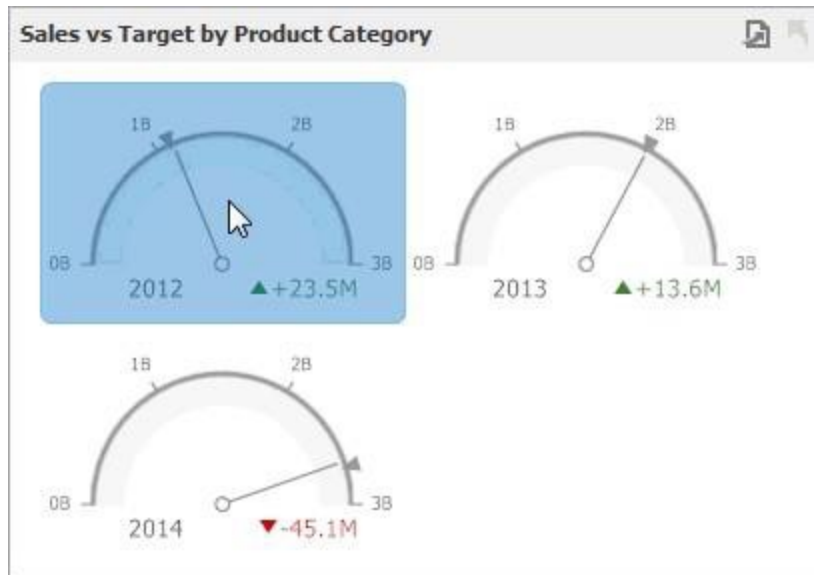 Sales vs Target by Product Category
1B 2B
0B 3B
2012 +23.5M
1B 2B
0B 3B
2013 +13.6M
1B 2B
0B 3B
2014 -45.1M